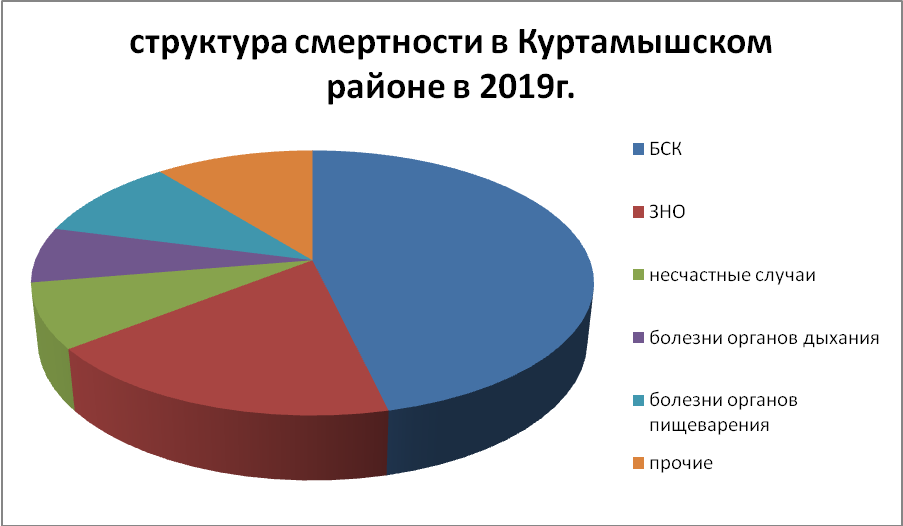 структура смертности в Куртамышском
районе в 2019г.
БСК
ЗНО
несчастные случаи
болезни органов дыхания
болезни органов
пищеварения
прочие